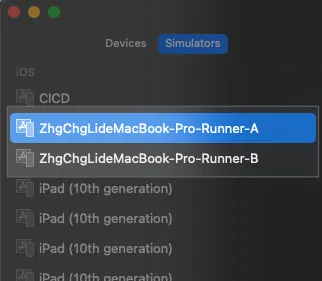 Devices Simulators
iOS
CICD
ZhgChgLideMacBook-Pro-Runner-A
ZhgChgLideMacBook-Pro-Runner-B
iPad (10th generation)
iPad (10th generation)
iPad (10th generation)
iPad (10th generation)